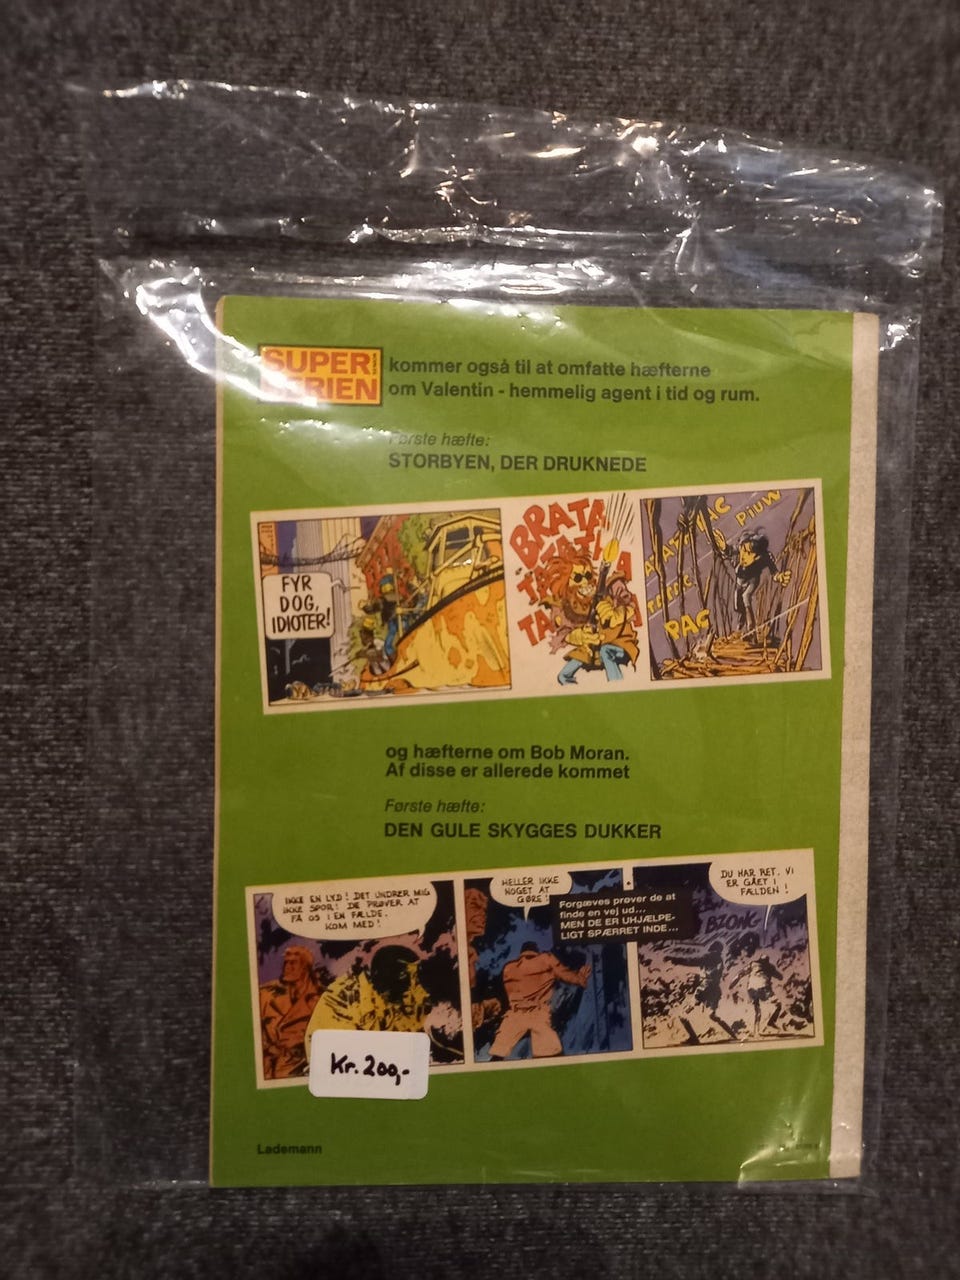 SUPER
SERIEN
kommer også til at omfatte hæfterne
om Valentin - hemmelig agent i tid og rum.
Første hæfte:
STORBYEN, DER DRUKNEDE
FYR
DOG,
IDIOTER!
BRATA
PIUW
PAC
og hæfterne om Bob Moran.
Af disse er allerede kommet
Første hæfte:
DEN GULE SKYGGES DUKKER
IKKE EN LYD! DET UNDRER MIG
IKKE SPOR! DE PRØVER AT
FÅ OS I EN FÆLDE.
KOM MED!
HELLER IKKE
NOGET AT
GØRE!
Forgæves prøver de at
finde en vej ud...
MEN DE ER UHJÆLPE-
LIGT SPÆRRET INDE...
DU HAR RET, VI
ER GÅET I
FÆLDEN!
BZONG
Kr. 200,-
Lademann